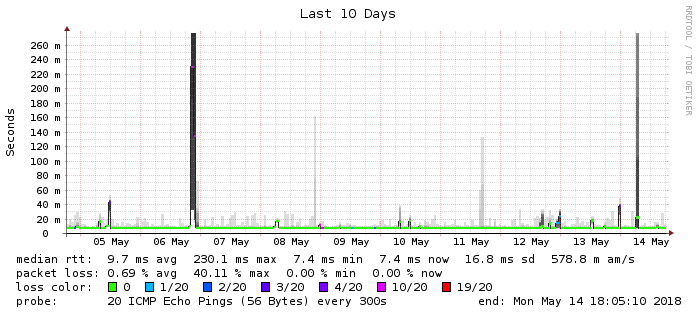 Last 10 Days
RRDTOOL / TOBI OETIKER
Seconds
260 m
240 m
220 m
200 m
180 m
160 m
140 m
120 m
100 m
80 m
60 m
40 m
20 m
0
05 May 06 May 07 May 08 May 09 May 10 May 11 May 12 May 13 May 14 May
median rtt: 9.7 ms avg 230.1 ms max 7.4 ms min 7.4 ms now 16.8 ms sd 578.8 m am/s
packet loss: 0.69 % avg 40.11 % max 0.00 % min 0.00 % now
loss color: 0 1/20 2/20 3/20 4/20 10/20 19/20
probe: 20 ICMP Echo Pings (56 Bytes) every 300s end: Mon May 14 18:05:10 2018